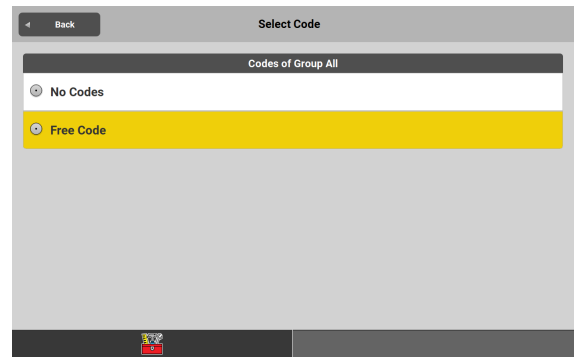 Back
Select Code
Codes of Group All
No Codes
Free Code